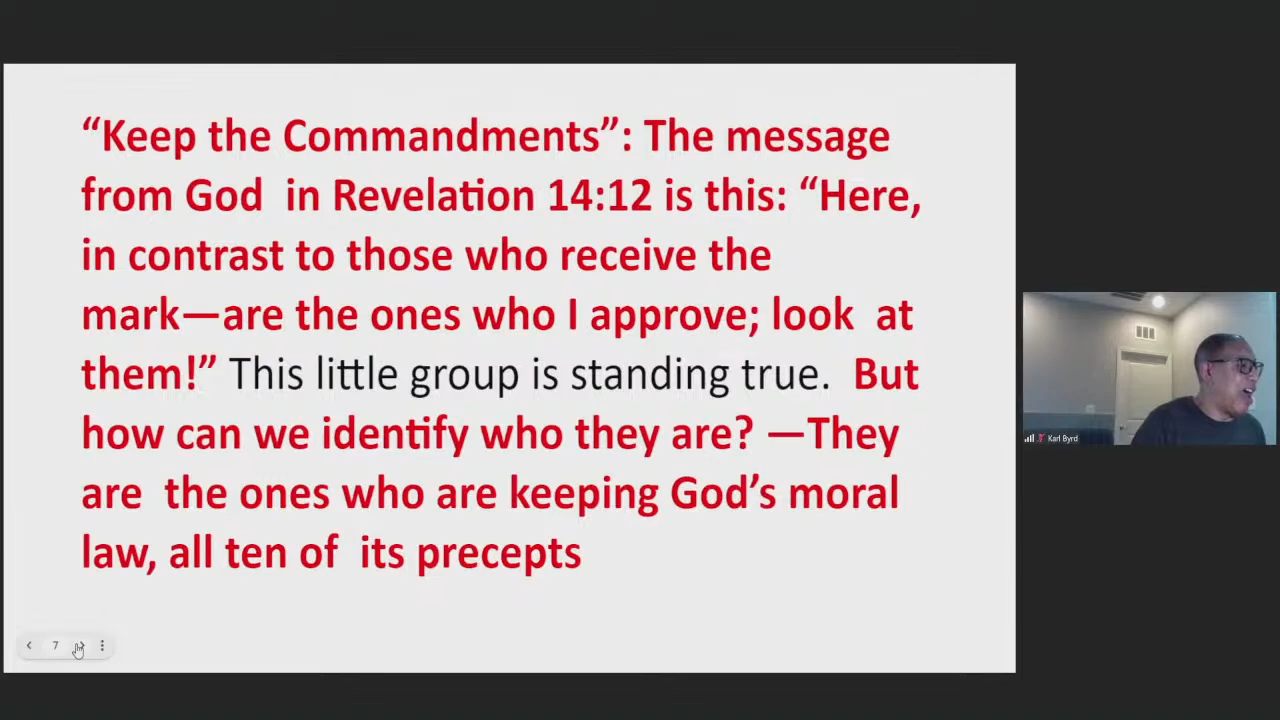 “Keep the Commandments”: The message
from God in Revelation 14:12 is this: “Here,
in contrast to those who receive the
mark—are the ones who I approve; look at
them!” This little group is standing true. But
how can we identify who they are? —They
are the ones who are keeping God’s moral
law, all ten of its precepts
7
Karl Byrd